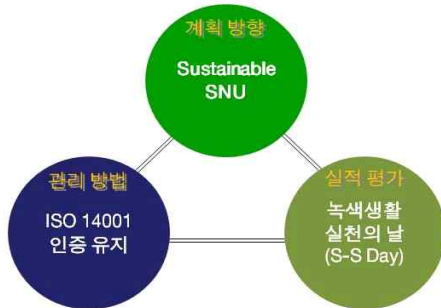 계획 방향
Sustainable
SNU
관리 방법
ISO 14001
인증 유지
실적 평가
녹색생활
실천의 날
(S-S Day)